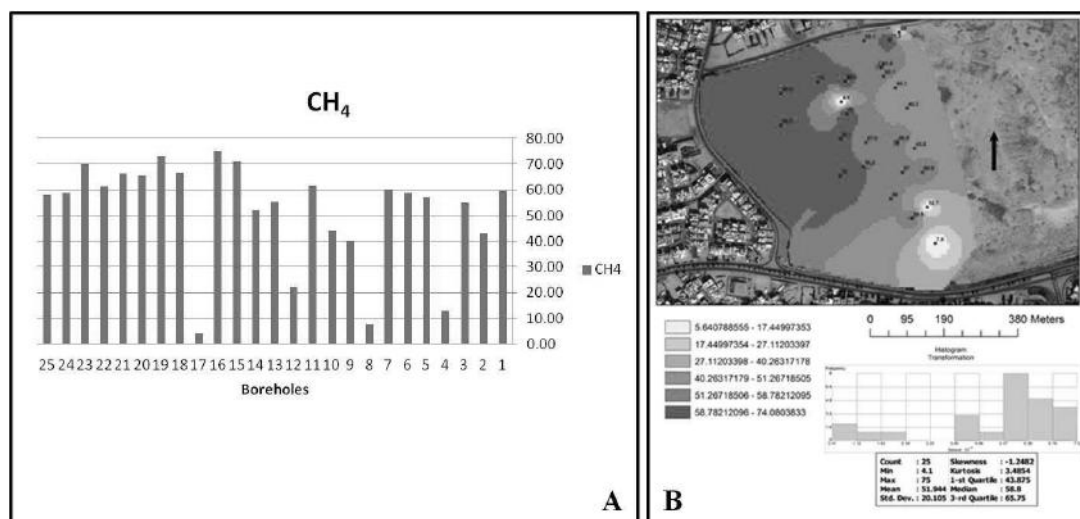 CH4
80.00
70.00
60.00
50.00
40.00
30.00
20.00
10.00
0.00
CH4
25 24 23 22 21 20 19 18 17 16 15 14 13 12 11 10 9 8 7 6 5 4 3 2 1
Boreholes
A
5.640788555 - 17.44997353
17.44997354 - 27.11203397
27.11203398 - 40.26317178
40.26317179 - 51.26718505
51.26718506 - 58.78212095
58.78212096 - 74.0803833
0 95 190 380 Meters
Histogram
Transformation
Frequency
Count : 25 Skewness : -1.2482
Min : 4.1 Kurtosis : 3.4854
Max : 75 1-st Quartile : 43.875
Mean : 51.944 Median : 58.8
Std. Dev. : 20.105 3-rd Quartile : 65.75
B